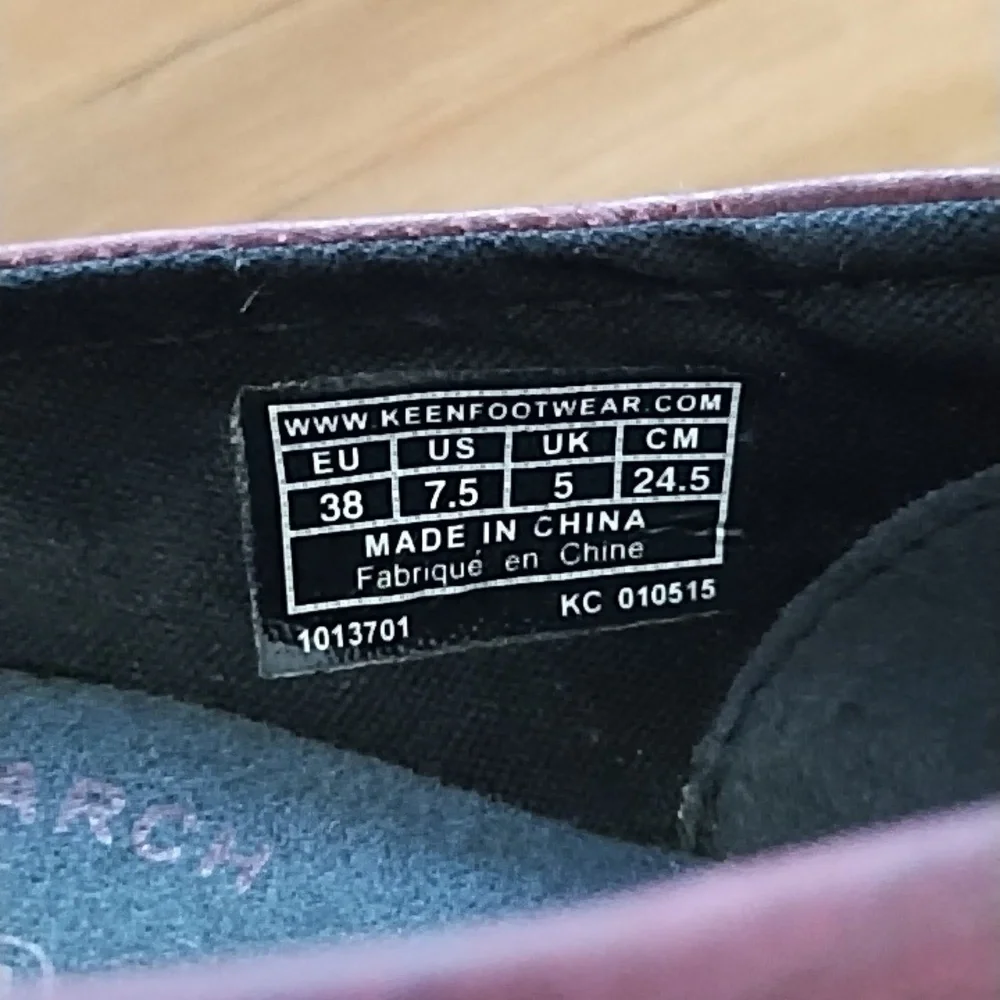 WWW.KEENFOOTWEAR.COM
EU US UK CM
38 7.5 5 24.5
MADE IN CHINA
Fabriqué en Chine
1013701 KC 010515
ARCH